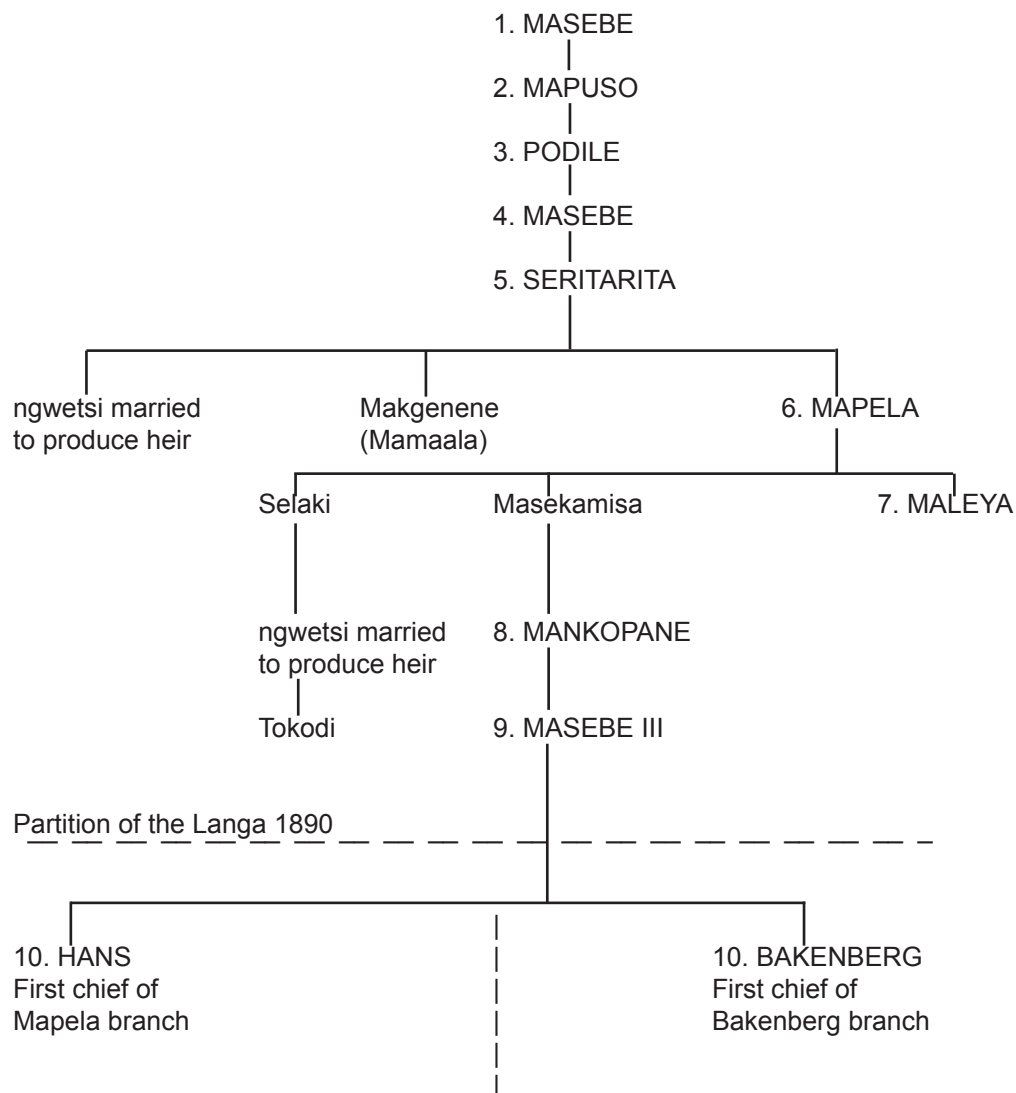 1. MASEBE
2. MAPUSO
3. PODILE
4. MASEBE
5. SERITARITA
ngwetsi married
to produce heir
Makgenene
(Mamaala)
6. MAPELA
Selaki
Masekamisa
7. MALEYA
ngwetsi married
to produce heir
8. MANKOPANE
Tokodi
9. MASEBE III
Partition of the Langa 1890
10. HANS
First chief of
Mapela branch
10. BAKENBERG
First chief of
Bakenberg branch